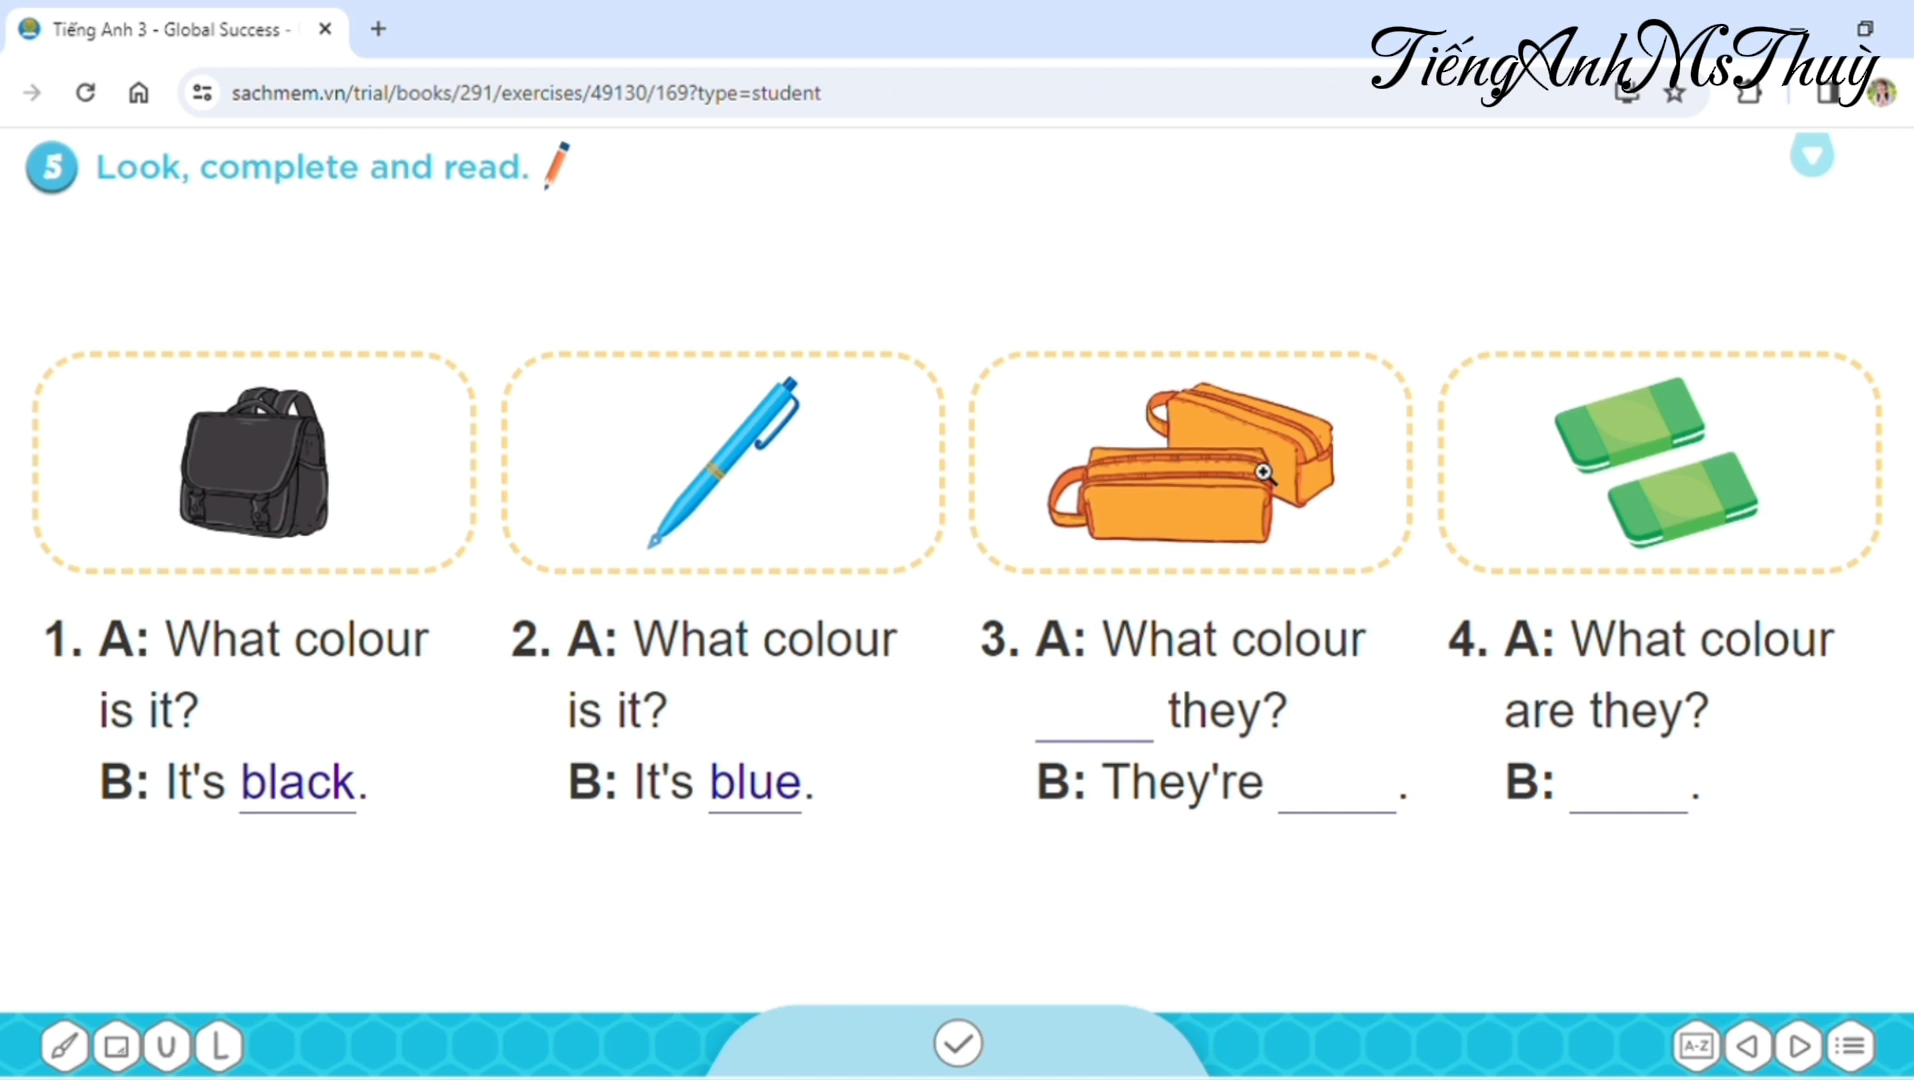 Tiếng Anh 3 - Global Success -
TiếngAnhMsThuỳ
sachmem.vn/trial/books/291/exercises/49130/169?type=student
5 Look, complete and read.
1. A: What colour
is it?
B: It's black.
2. A: What colour
is it?
B: It's blue.
3. A: What colour
_____ they?
B: They're _____.
4. A: What colour
are they?
B: _____.
U L
A-Z